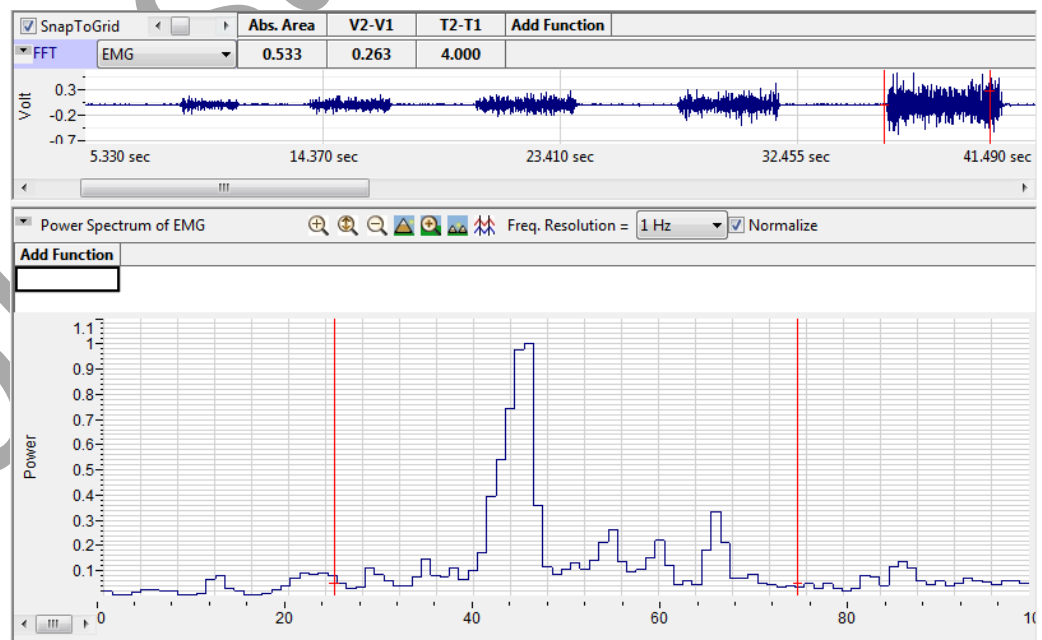 SnapToGrid Abs. Area V2-V1 T2-T1 Add Function
FFT EMG 0.533 0.263 4.000
Volt
0.3
-0.2
-0.7
5.330 sec 14.370 sec 23.410 sec 32.455 sec 41.490 sec
Power Spectrum of EMG Freq. Resolution = 1 Hz Normalize
Add Function
Power
1.1
1
0.9
0.8
0.7
0.6
0.5
0.4
0.3
0.2
0.1
0 20 40 60 80